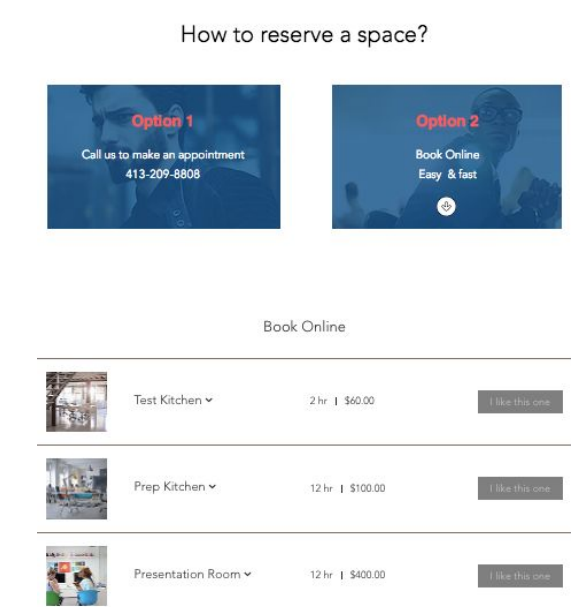 How to reserve a space?
Option 1
Call us to make an appointment
413-209-8808
Option 2
Book Online
Easy & fast
Book Online
Test Kitchen
2 hr | $60.00
I like this one
Prep Kitchen
12 hr | $100.00
I like this one
Presentation Room
12 hr | $400.00
I like this one